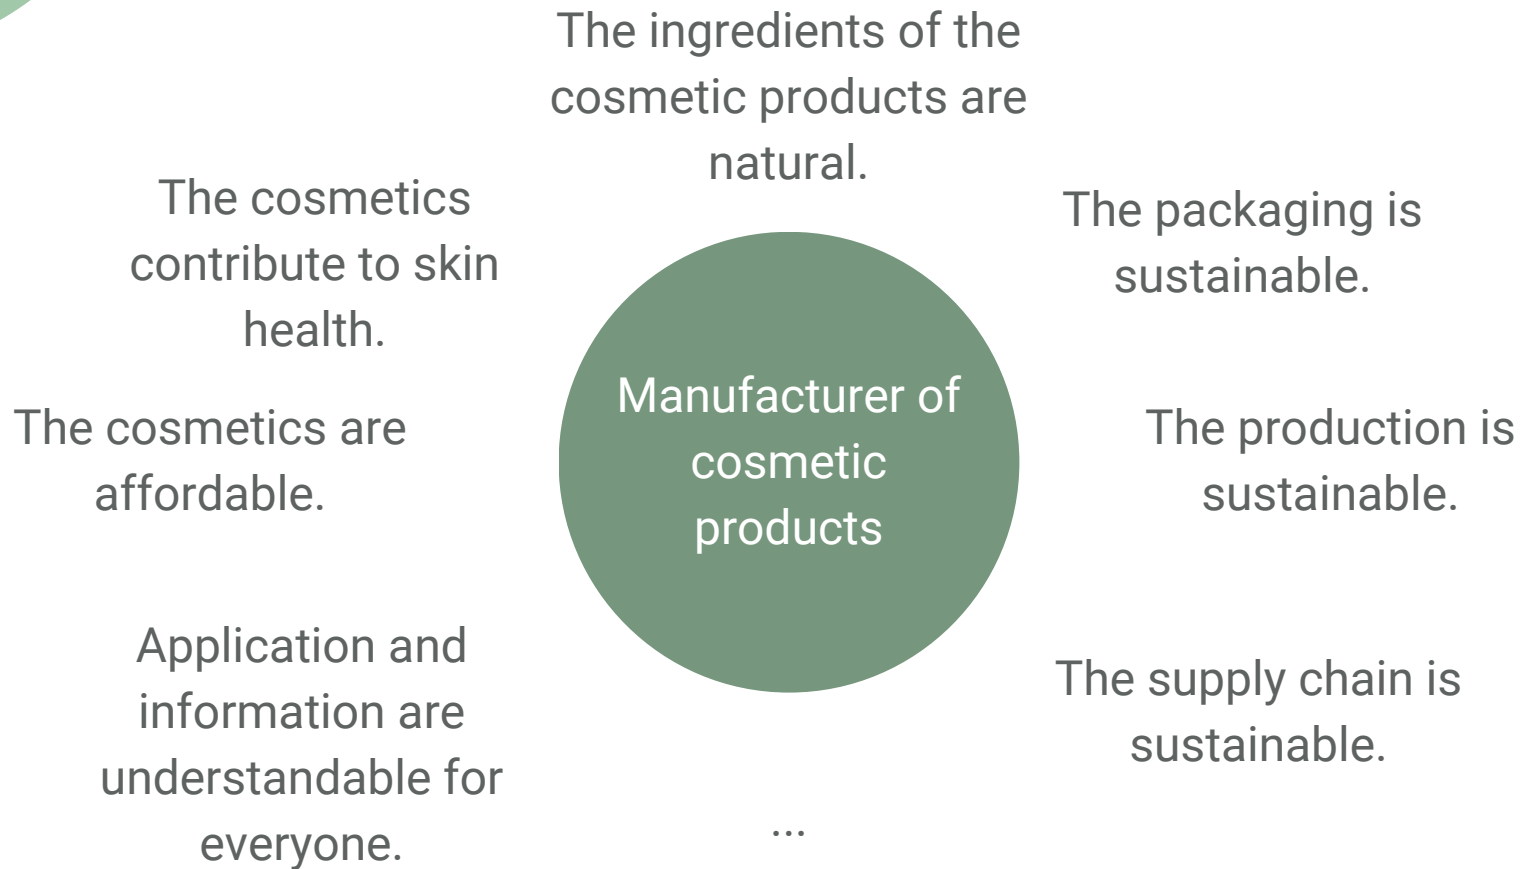 The ingredients of the
cosmetic products are
natural.
The cosmetics
contribute to skin
health.
The packaging is
sustainable.
Manufacturer of
cosmetic
products
The cosmetics are
affordable.
The production is
sustainable.
Application and
information are
understandable for
everyone.
The supply chain is
sustainable.
...